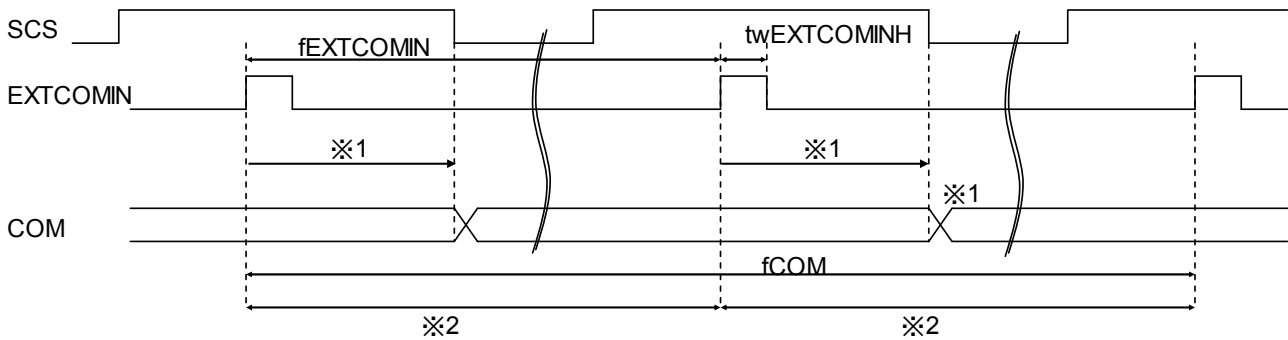 SCS
fEXTCOMIN
twEXTCOMINH
EXTCOMIN
※1
※1
※1
COM
fCOM
※2
※2